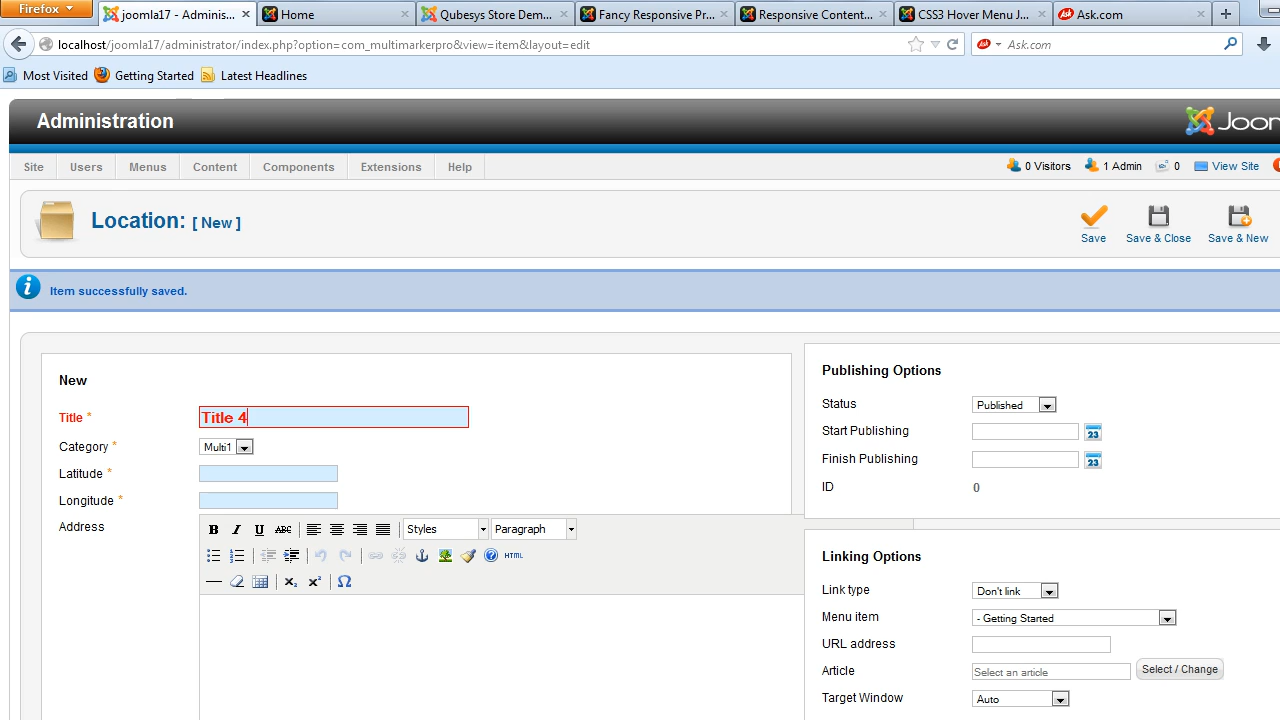 Firefox
joomla17 - Adminis...
Home
Qubesys Store Dem...
Fancy Responsive Pr...
Responsive Content...
CSS3 Hover Menu J...
Ask.com
localhost/joomla17/administrator/index.php?option=com_multimarkerpro&view=item&layout=edit
Ask.com
Most Visited
Getting Started
Latest Headlines
Administration
Joom
Site
Users
Menus
Content
Components
Extensions
Help
0 Visitors
1 Admin
0
View Site
Location: [ New ]
Save
Save & Close
Save & New
Item successfully saved.
New
Title *
Title 4
Category *
Multi1
Latitude *
Longitude *
Address
B I U ABC
Styles
Paragraph
HTML
Publishing Options
Status
Published
Start Publishing
23
Finish Publishing
23
ID
0
Linking Options
Link type
Don't link
Menu item
- Getting Started
URL address
Article
Select an article
Select / Change
Target Window
Auto